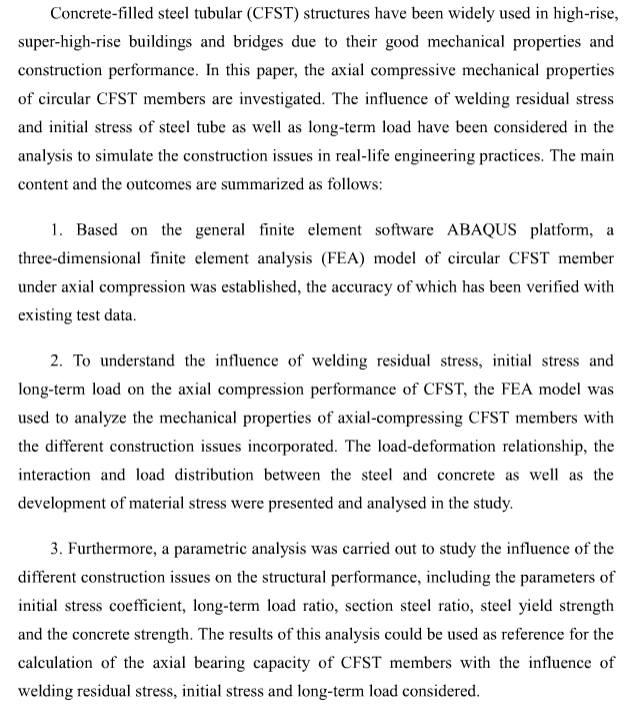 Concrete-filled steel tubular (CFST) structures have been widely used in high-rise,
super-high-rise buildings and bridges due to their good mechanical properties and
construction performance. In this paper, the axial compressive mechanical properties
of circular CFST members are investigated. The influence of welding residual stress
and initial stress of steel tube as well as long-term load have been considered in the
analysis to simulate the construction issues in real-life engineering practices. The main
content and the outcomes are summarized as follows:
1. Based on the general finite element software ABAQUS platform, a
three-dimensional finite element analysis (FEA) model of circular CFST member
under axial compression was established, the accuracy of which has been verified with
existing test data.
2. To understand the influence of welding residual stress, initial stress and
long-term load on the axial compression performance of CFST, the FEA model was
used to analyze the mechanical properties of axial-compressing CFST members with
the different construction issues incorporated. The load-deformation relationship, the
interaction and load distribution between the steel and concrete as well as the
development of material stress were presented and analysed in the study.
3. Furthermore, a parametric analysis was carried out to study the influence of the
different construction issues on the structural performance, including the parameters of
initial stress coefficient, long-term load ratio, section steel ratio, steel yield strength
and the concrete strength. The results of this analysis could be used as reference for the
calculation of the axial bearing capacity of CFST members with the influence of
welding residual stress, initial stress and long-term load considered.